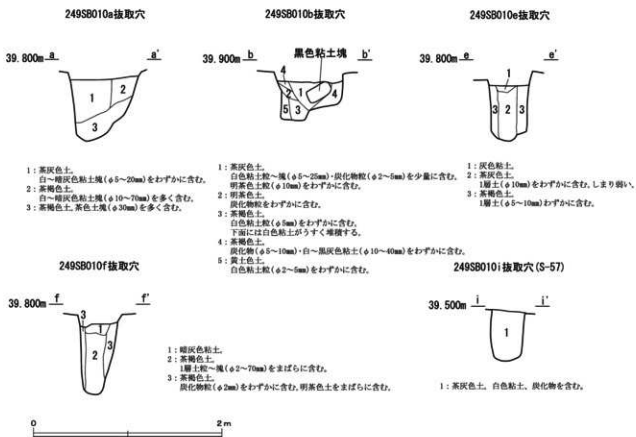 249SB010a抜取穴
39.800m a a'
1 2
3
1：茶灰色土。
白～暗灰色粘土塊(φ5～20mm)をわずかに含む。
2：茶褐色土。
白～暗灰色粘土塊(φ10～70mm)を多く含む。
3：茶褐色土。茶色土塊(φ30mm)を多く含む。
249SB010b抜取穴
黒色粘土塊
39.900m b b'
4
2 1 4
5 3
1：茶灰色土。
白色粘土粒～塊(φ5～25mm)・炭化物粒(φ2～5mm)を少量に含む。
明茶色土粒(φ10mm)をわずかに含む。
2：明茶色土。
炭化物粒をわずかに含む。
3：茶褐色土。
白色粘土粒(φ5mm)をわずかに含む。
下面には白色粘土がうすく堆積する。
4：茶褐色土。
炭化物(φ5～10mm)・白～黒灰色粘土(φ10～40mm)をわずかに含む。
5：黄土色土。
白色粘土粒(φ2～5mm)をわずかに含む。
249SB010e抜取穴
39.800m e e'
1
3 2 3
1：灰色粘土。
2：茶灰色土。
1層土(φ10mm)をわずかに含む。しまり弱い。
3：茶褐色土。
1層土(φ5～10mm)わずかに含む。
249SB010f抜取穴
39.800m f f'
3
1
2 3
1：暗灰色粘土。
2：茶褐色土。
1層土粒～塊(φ2～70mm)をまばらに含む。
3：茶褐色土。
炭化物粒(φ2mm)をわずかに含む。明茶色土をまばらに含む。
249SB010i抜取穴(S-57)
39.500m i i'
1
1：茶灰色土。白色粘土、炭化物を含む。
0 2m